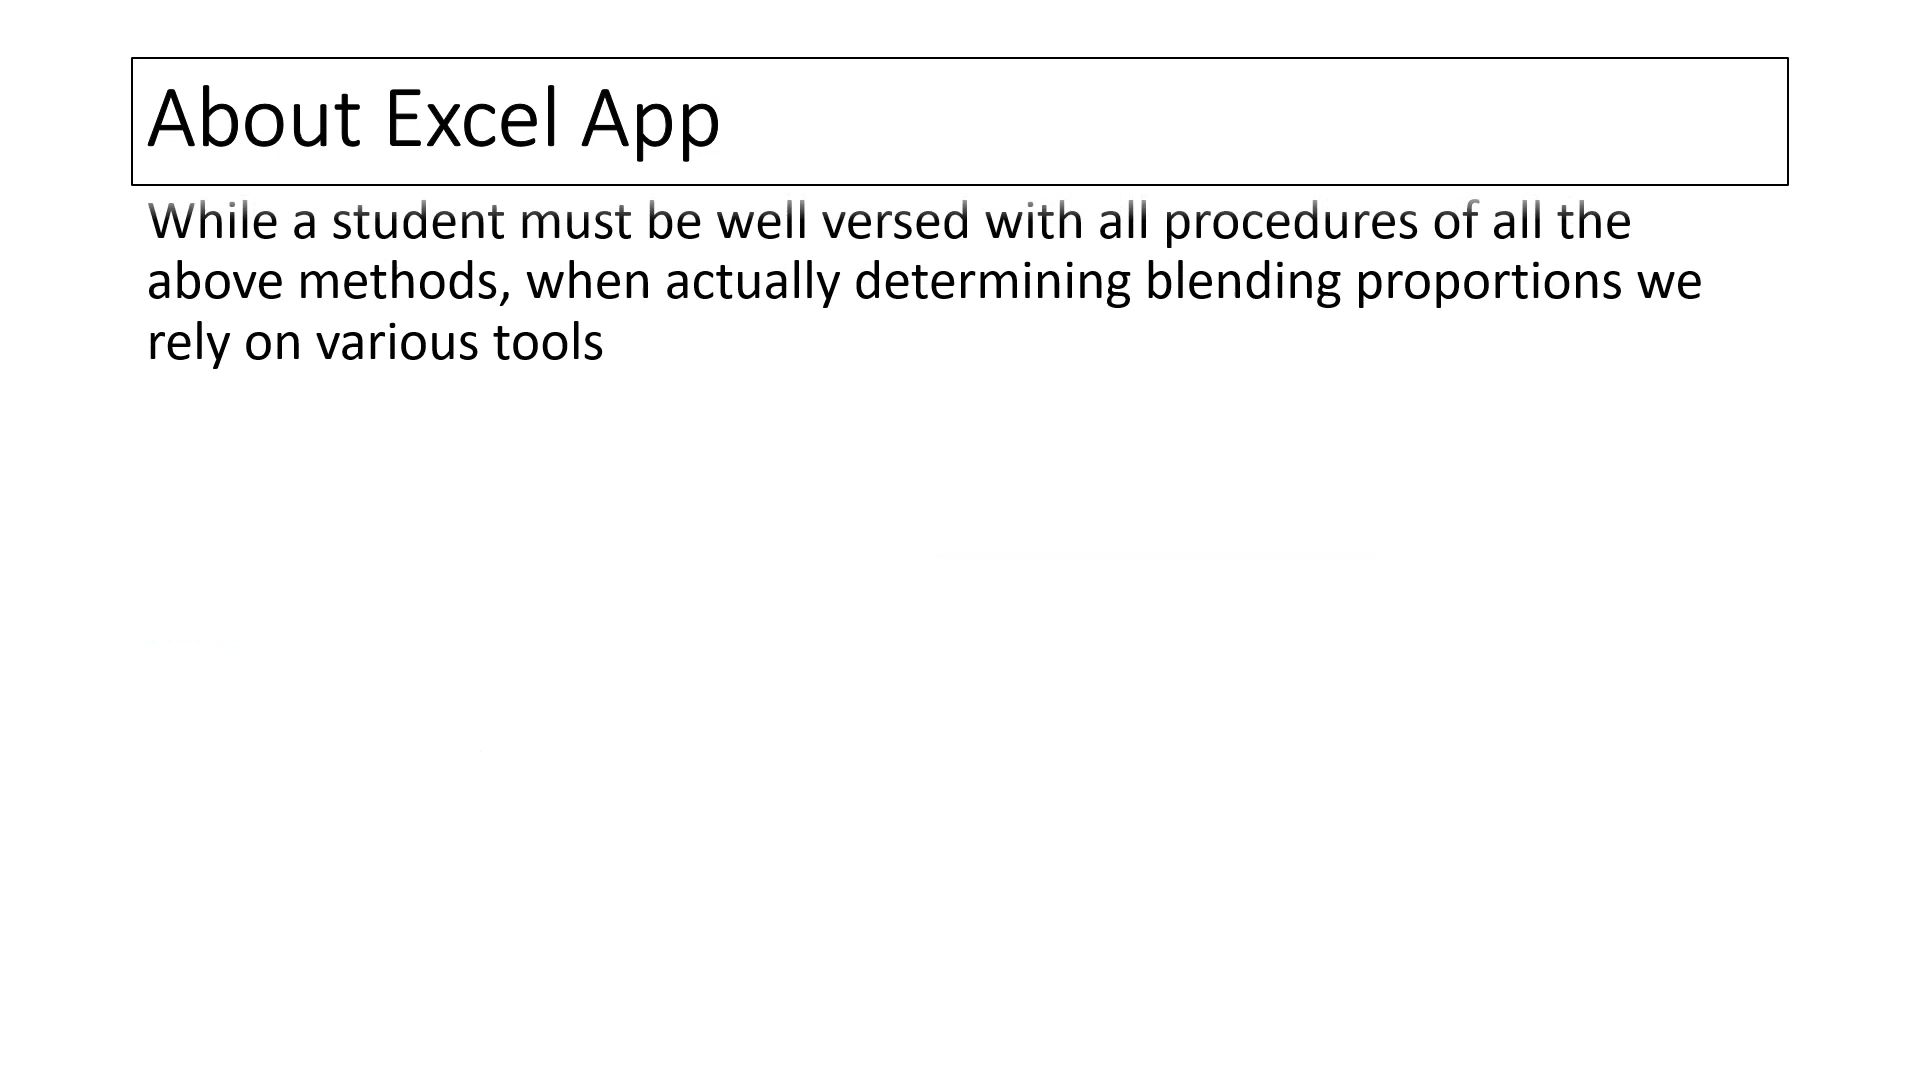 About Excel App
While a student must be well versed with all procedures of all the
above methods, when actually determining blending proportions we
rely on various tools